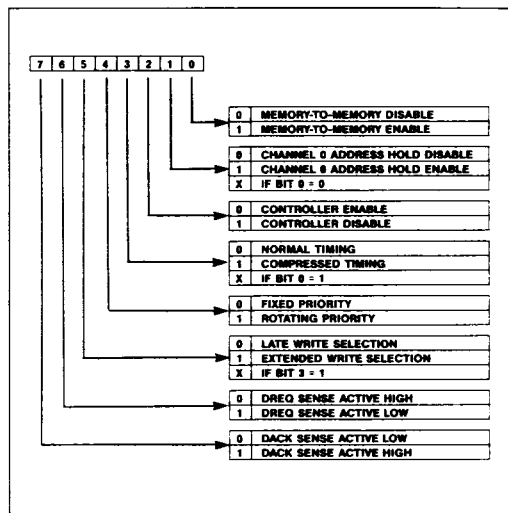 7 6 5 4 3 2 1 0
0 MEMORY-TO-MEMORY DISABLE
1 MEMORY-TO-MEMORY ENABLE
0 CHANNEL 0 ADDRESS HOLD DISABLE
1 CHANNEL 0 ADDRESS HOLD ENABLE
X IF BIT 0 = 0
0 CONTROLLER ENABLE
1 CONTROLLER DISABLE
0 NORMAL TIMING
1 COMPRESSED TIMING
X IF BIT 0 = 1
0 FIXED PRIORITY
1 ROTATING PRIORITY
0 LATE WRITE SELECTION
1 EXTENDED WRITE SELECTION
X IF BIT 3 = 1
0 DREQ SENSE ACTIVE HIGH
1 DREQ SENSE ACTIVE LOW
0 DACK SENSE ACTIVE LOW
1 DACK SENSE ACTIVE HIGH